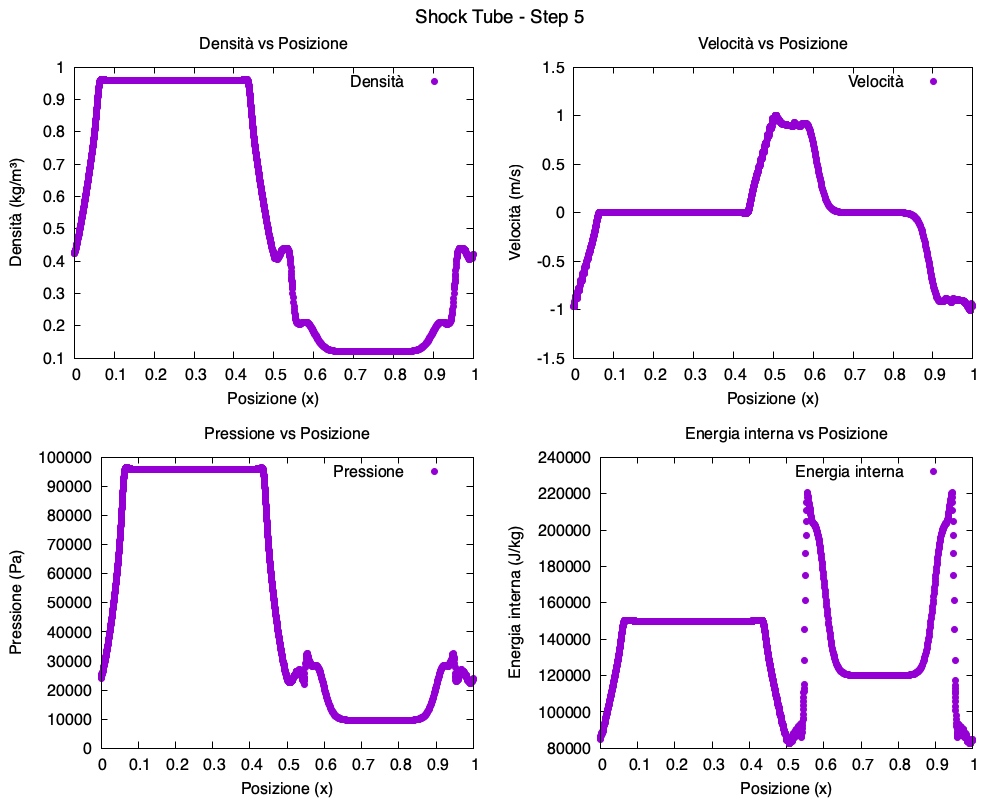 Shock Tube - Step 5
Densità vs Posizione
Densità
1
0.9
0.8
0.7
0.6
0.5
0.4
0.3
0.2
0.1
Densità (kg/m³)
0 0.1 0.2 0.3 0.4 0.5 0.6 0.7 0.8 0.9 1
Posizione (x)
Velocità vs Posizione
Velocità
1.5
1
0.5
0
-0.5
-1
-1.5
Velocità (m/s)
0 0.1 0.2 0.3 0.4 0.5 0.6 0.7 0.8 0.9 1
Posizione (x)
Pressione vs Posizione
Pressione
100000
90000
80000
70000
60000
50000
40000
30000
20000
10000
0
Pressione (Pa)
0 0.1 0.2 0.3 0.4 0.5 0.6 0.7 0.8 0.9 1
Posizione (x)
Energia interna vs Posizione
Energia interna
240000
220000
200000
180000
160000
140000
120000
100000
80000
Energia interna (J/kg)
0 0.1 0.2 0.3 0.4 0.5 0.6 0.7 0.8 0.9 1
Posizione (x)